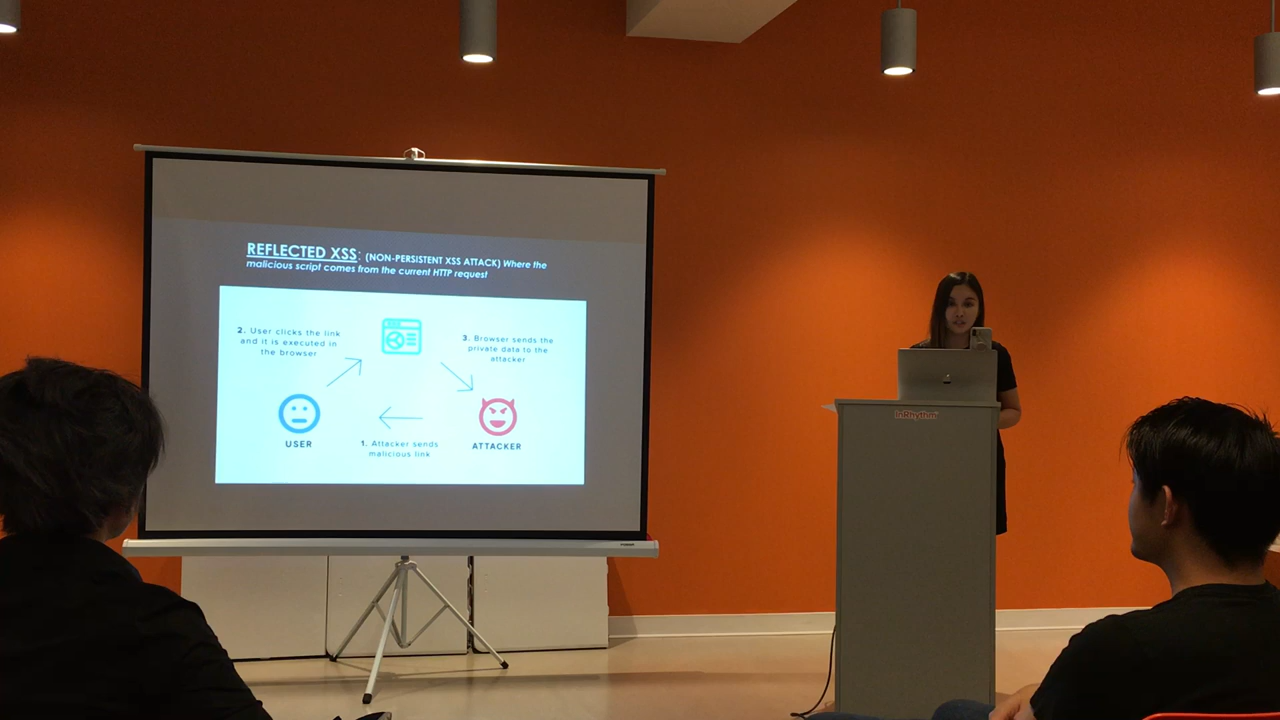 REFLECTED XSS: (NON-PERSISTENT XSS ATTACK) Where the
malicious script comes from the current HTTP request
2. User clicks the link
and it is executed in
the browser
3. Browser sends the
private data to the
attacker
USER
1. Attacker sends
malicious link
ATTACKER
InRhythm